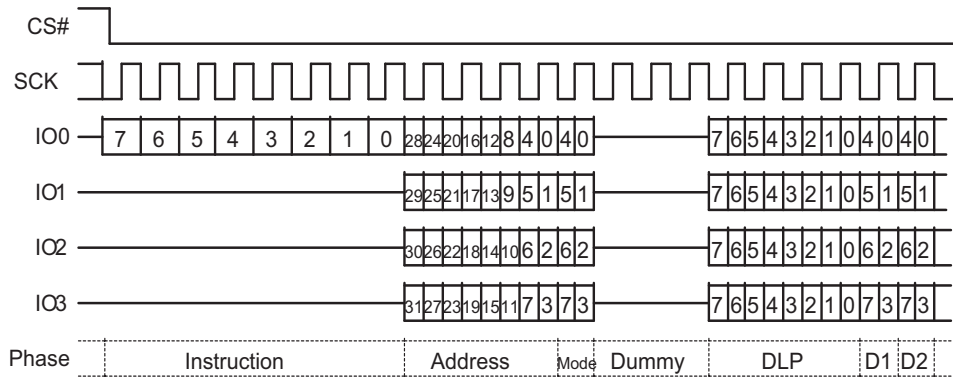 CS#
SCK
IO0 7 6 5 4 3 2 1 0 28 24 20 16 12 8 4 0 4 0 7 6 5 4 3 2 1 0 4 0 4 0
IO1 29 25 21 17 13 9 5 1 5 1 7 6 5 4 3 2 1 0 5 1 5 1
IO2 30 26 22 18 14 10 6 2 6 2 7 6 5 4 3 2 1 0 6 2 6 2
IO3 31 27 23 19 15 11 7 3 7 3 7 6 5 4 3 2 1 0 7 3 7 3
Phase Instruction Address Mode Dummy DLP D1 D2